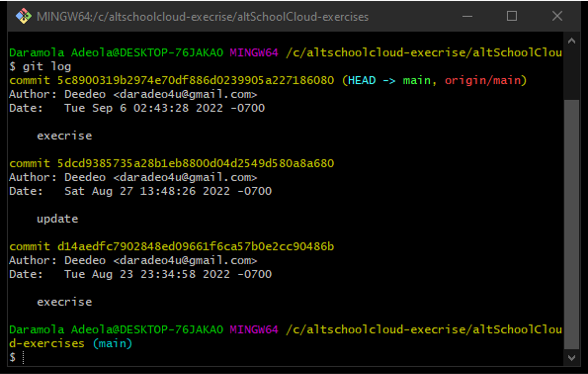 MINGW64:/c/altschoolcloud-execrise/altSchoolCloud-exercises
Daramola Adeola@DESKTOP-76JAKAO MINGW64 /c/altschoolcloud-execrise/altSchoolClou
$ git log
commit 5c8900319b2974e70df886d0239905a227186080 (HEAD -> main, origin/main)
Author: Deedeo <daradeo4u@gmail.com>
Date:   Tue Sep 6 02:43:28 2022 -0700
execrise
commit 5dcd9385735a28b1eb8800d04d2549d580a8a680
Author: Deedeo <daradeo4u@gmail.com>
Date:   Sat Aug 27 13:48:26 2022 -0700
update
commit d14aedfc7902848ed09661f6ca57b0e2cc90486b
Author: Deedeo <daradeo4u@gmail.com>
Date:   Tue Aug 23 23:34:58 2022 -0700
execrise
Daramola Adeola@DESKTOP-76JAKAO MINGW64 /c/altschoolcloud-execrise/altSchoolClou
d-exercises (main)
$